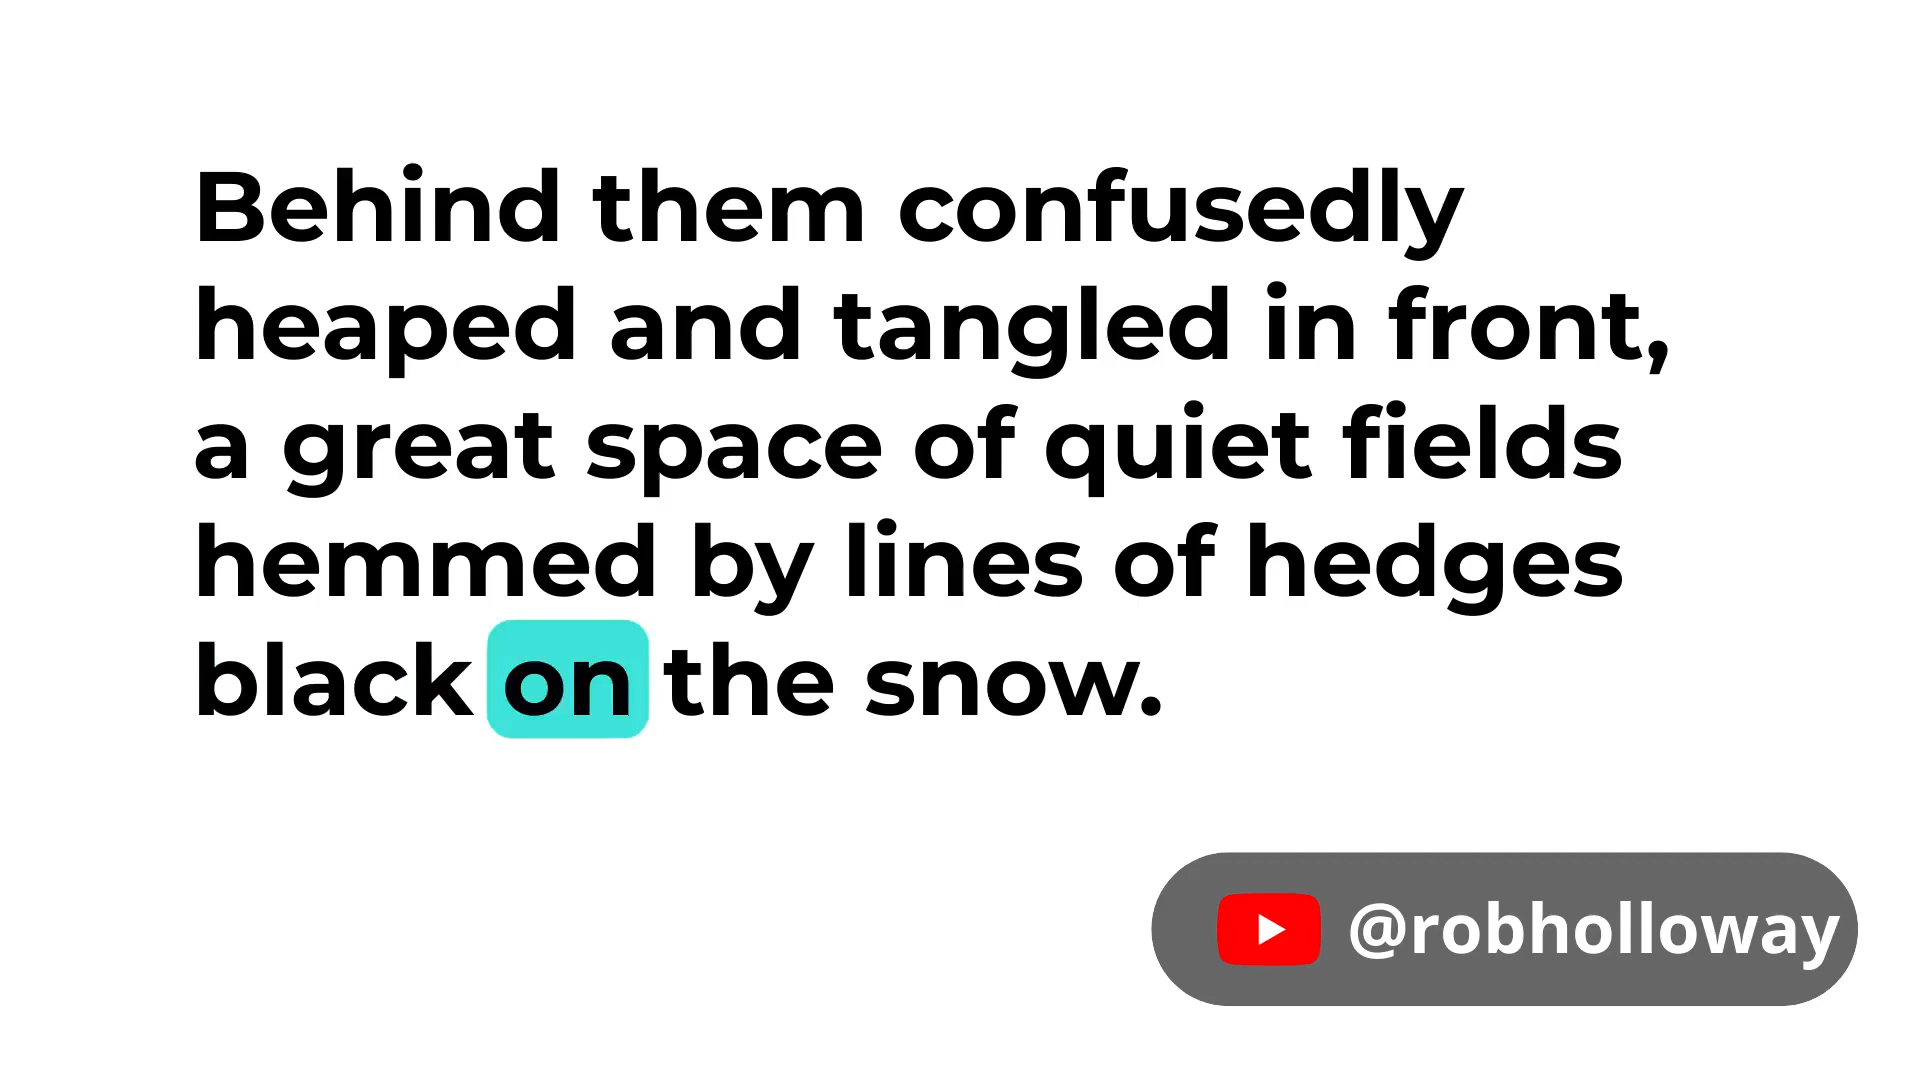 Behind them confusedly
heaped and tangled in front,
a great space of quiet fields
hemmed by lines of hedges
black on the snow.
@robholloway